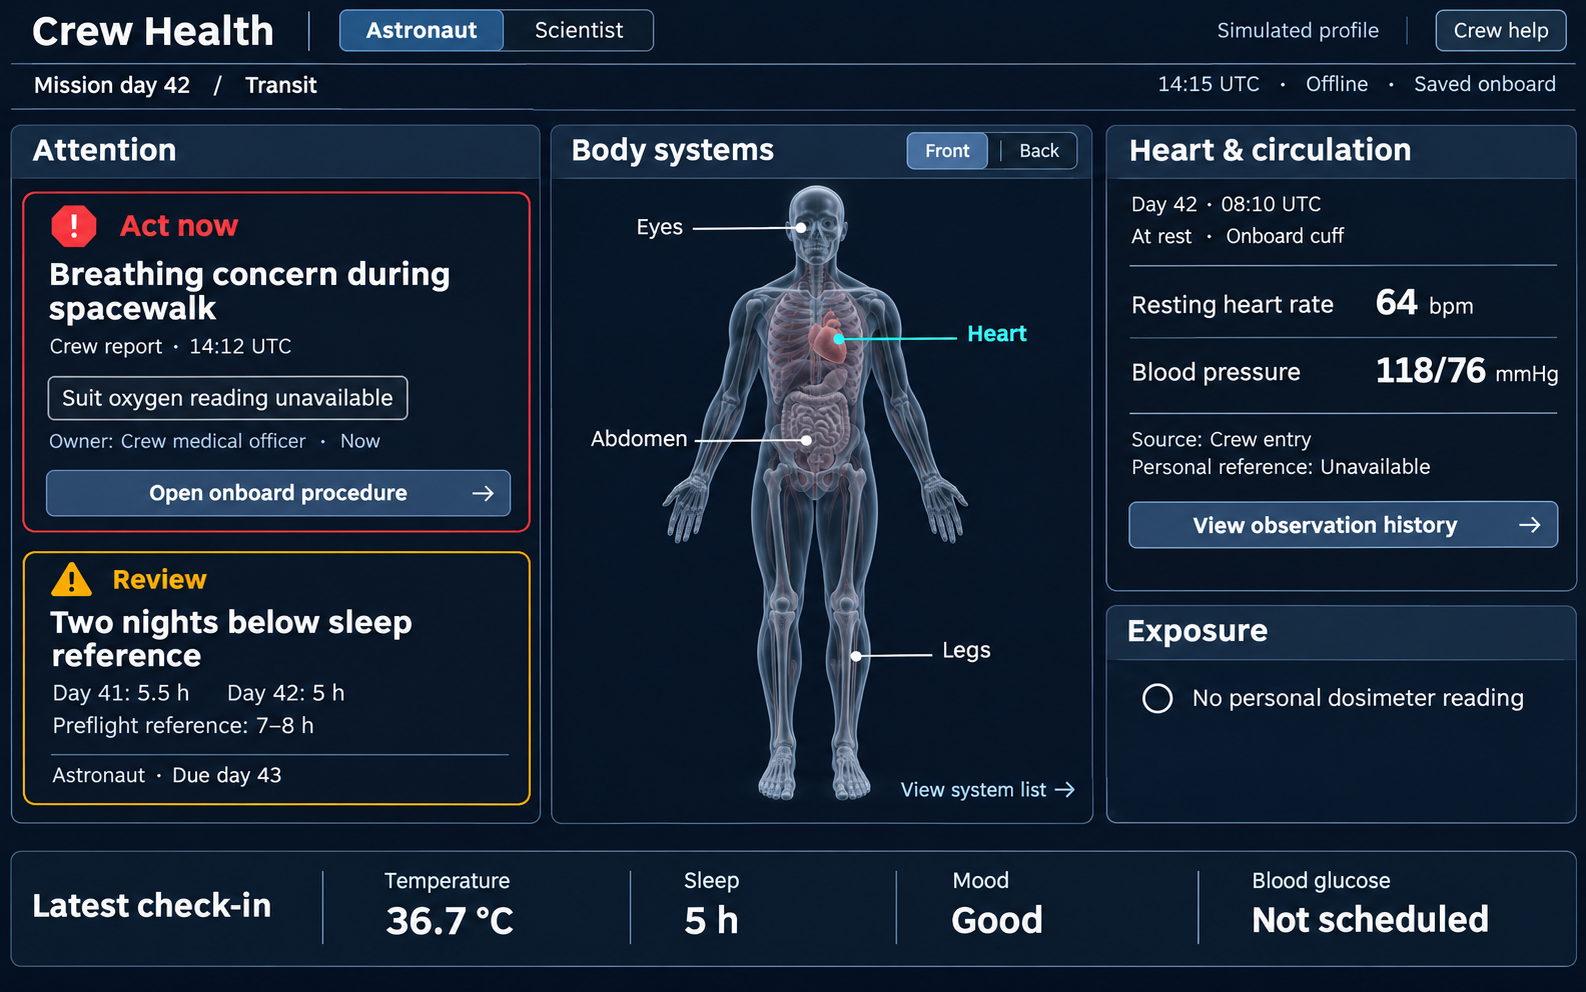 Crew Health
Astronaut
Scientist
Simulated profile
Crew help
Mission day 42 / Transit
14:15 UTC • Offline • Saved onboard
Attention
! Act now
Breathing concern during
spacewalk
Crew report • 14:12 UTC
Suit oxygen reading unavailable
Owner: Crew medical officer • Now
Open onboard procedure →
! Review
Two nights below sleep
reference
Day 41: 5.5 h Day 42: 5 h
Preflight reference: 7–8 h
Astronaut • Due day 43
Body systems
Front | Back
Eyes
Heart
Abdomen
Legs
View system list →
Heart & circulation
Day 42 • 08:10 UTC
At rest • Onboard cuff
Resting heart rate 64 bpm
Blood pressure 118/76 mmHg
Source: Crew entry
Personal reference: Unavailable
View observation history →
Exposure
No personal dosimeter reading
Latest check-in
Temperature
36.7 °C
Sleep
5 h
Mood
Good
Blood glucose
Not scheduled